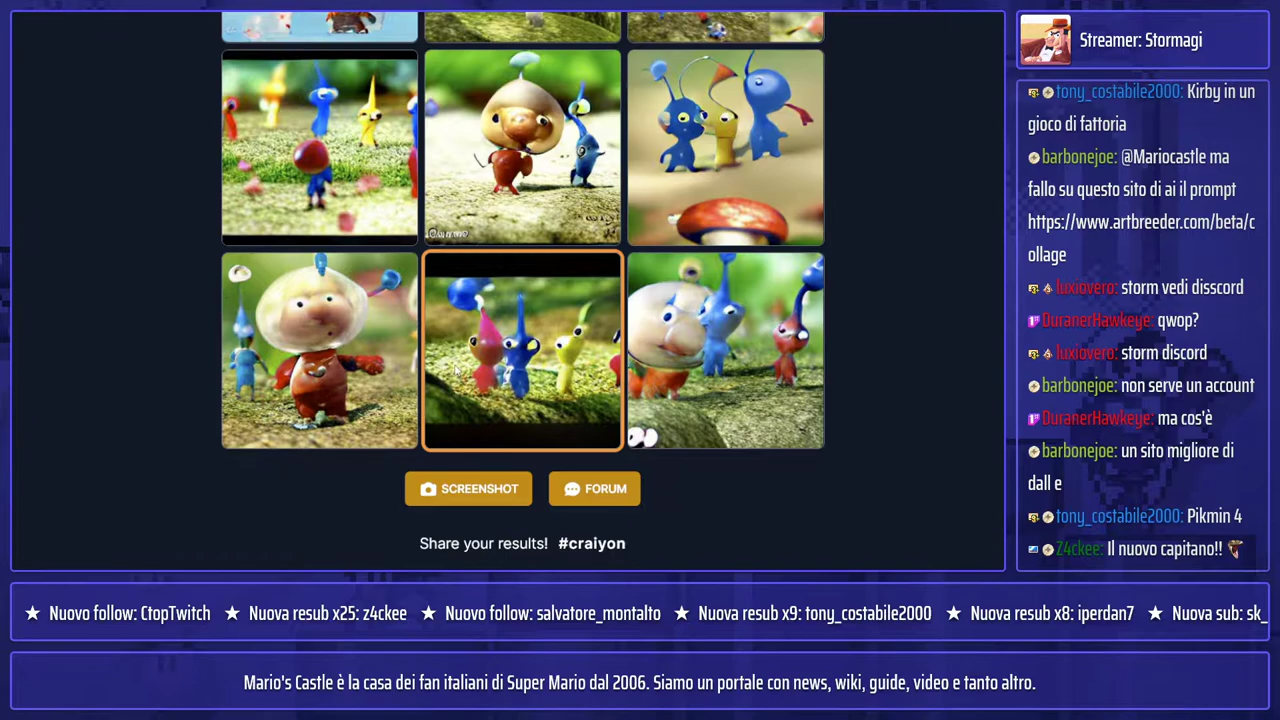 Streamer: Stormagi
tony_costabile2000: Kirby in un
gioco di fattoria
barbonejoe: @Mariocastle ma
fallo su questo sito di ai il prompt
https://www.artbreeder.com/beta/c
ollage
luxiovero: storm vedi disscord
DuranerHawkeye: qwop?
luxiovero: storm discord
barbonejoe: non serve un account
DuranerHawkeye: ma cos'è
barbonejoe: un sito migliore di
dall e
tony_costabile2000: Pikmin 4
Z4ckee: Il nuovo capitano!!
SCREENSHOT
FORUM
Share your results! #craiyon
★ Nuovo follow: CtopTwitch ★ Nuova resub x25: z4ckee ★ Nuovo follow: salvatore_montalto ★ Nuova resub x9: tony_costabile2000 ★ Nuova resub x8: iperdan7 ★ Nuova sub: sk_
Mario's Castle è la casa dei fan italiani di Super Mario dal 2006. Siamo un portale con news, wiki, guide, video e tanto altro.